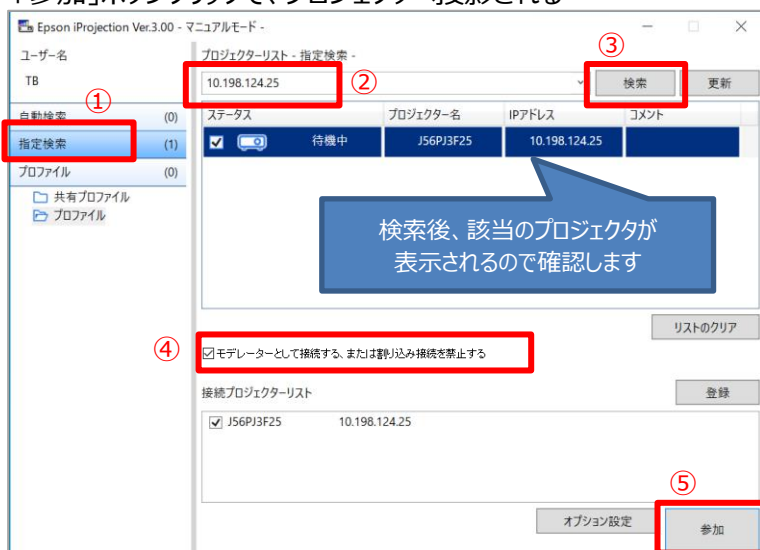 「参加」ボタンクリックで、プロジェクターへ投影される
Epson iProjection Ver.3.00 - マニュアルモード -
ユーザー名
TB
プロジェクターリスト - 指定検索 -
③
10.198.124.25
②
検索
更新
①
自動検索 (0)
指定検索 (1)
プロファイル (0)
共有プロファイル
プロファイル
ステータス プロジェクター名 IPアドレス コメント
待機中 J56PJ3F25 10.198.124.25
検索後、該当のプロジェクタが
表示されるので確認します
リストのクリア
④
モデレーターとして接続する、または割り込み接続を禁止する
接続プロジェクターリスト
登録
J56PJ3F25 10.198.124.25
⑤
オプション設定
参加